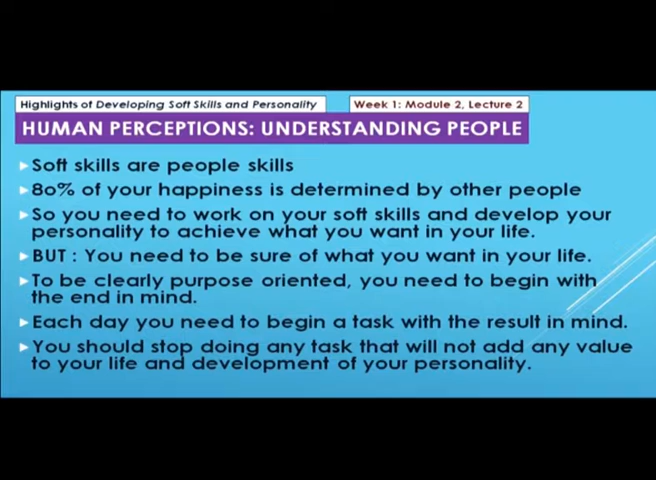 Highlights of Developing Soft Skills and Personality
Week 1: Module 2, Lecture 2
HUMAN PERCEPTIONS: UNDERSTANDING PEOPLE
Soft skills are people skills
80% of your happiness is determined by other people
So you need to work on your soft skills and develop your
personality to achieve what you want in your life.
BUT : You need to be sure of what you want in your life.
To be clearly purpose oriented, you need to begin with
the end in mind.
Each day you need to begin a task with the result in mind.
You should stop doing any task that will not add any value
to your life and development of your personality.